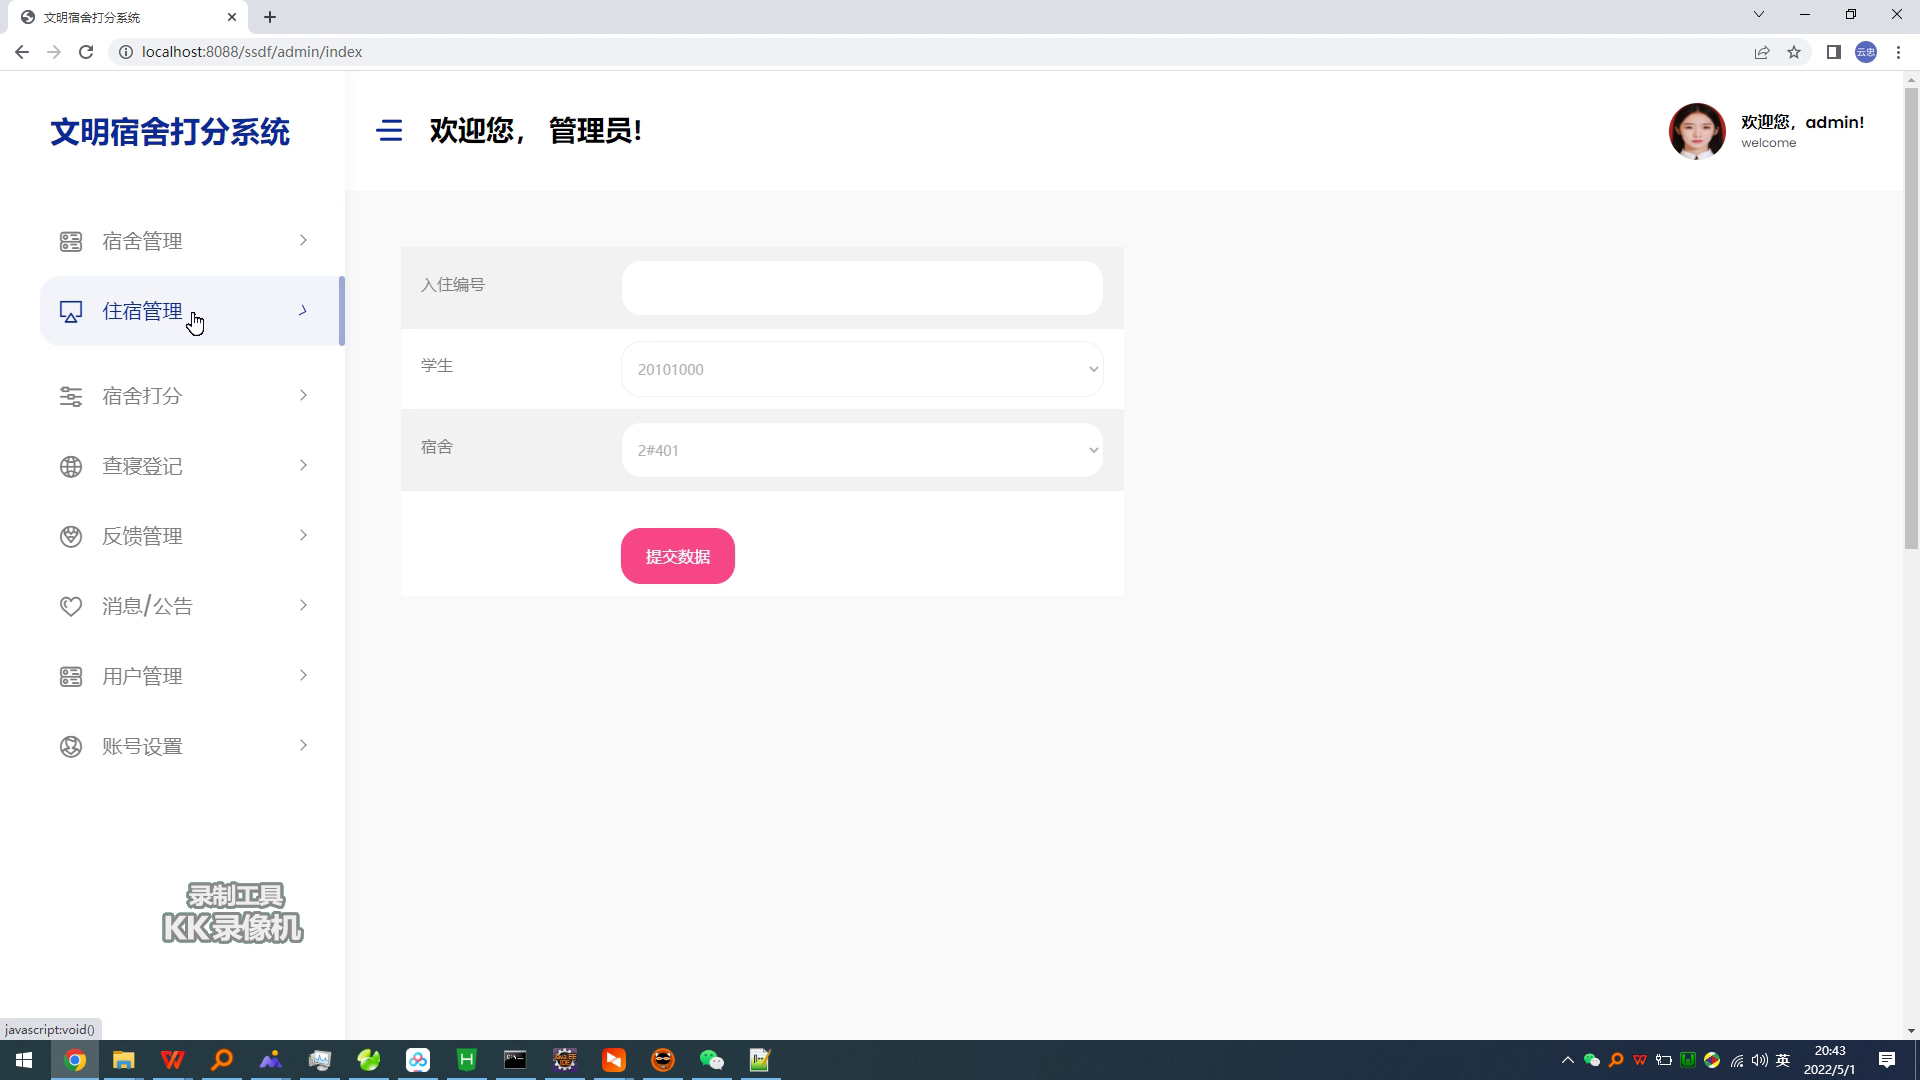 文明宿舍打分系统
localhost:8088/ssdf/admin/index
云忠
文明宿舍打分系统
欢迎您， 管理员!
欢迎您，admin!
welcome
宿舍管理
住宿管理
宿舍打分
查寝登记
反馈管理
消息/公告
用户管理
账号设置
入住编号
学生
20101000
宿舍
2#401
提交数据
录制工具
KK录像机
javascript:void()
英
20:43
2022/5/1